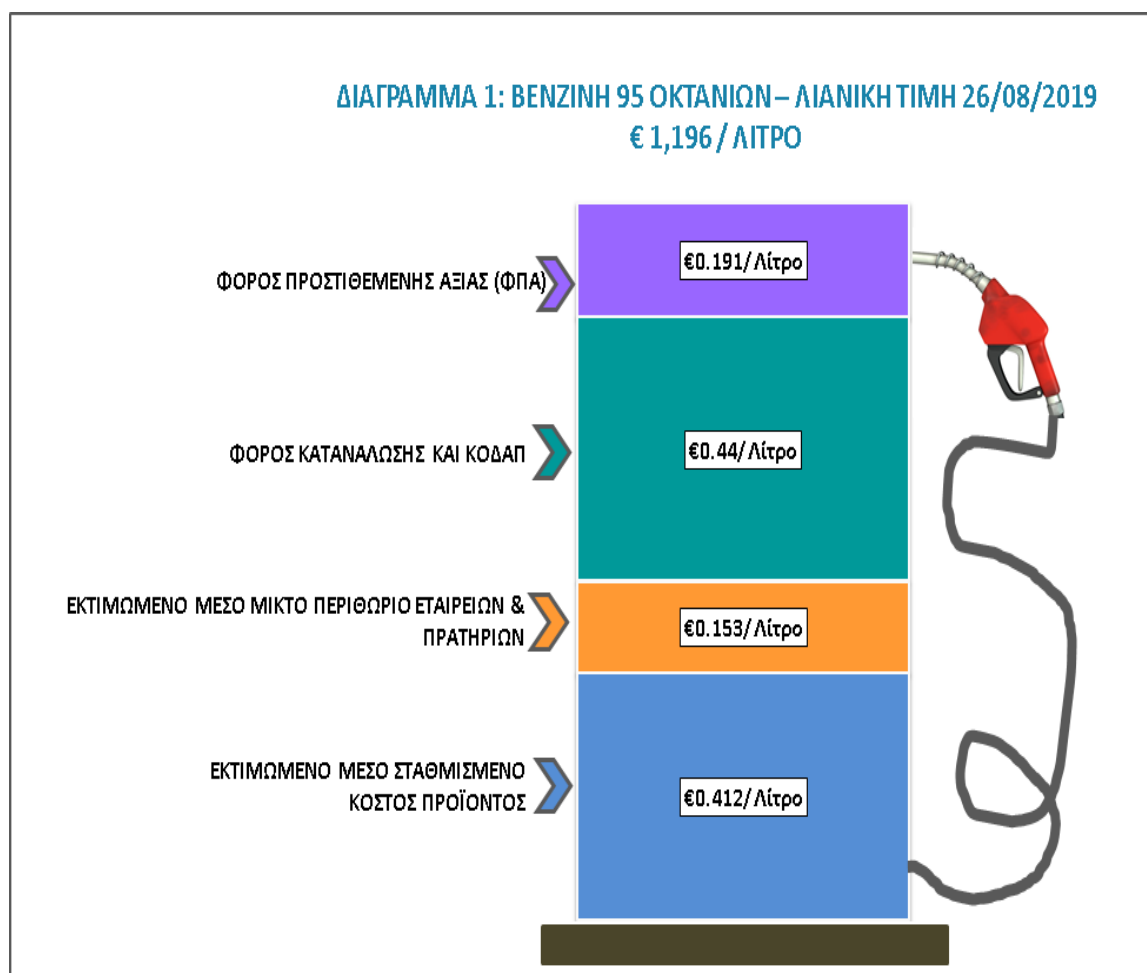 ΔΙΑΓΡΑΜΜΑ 1: ΒΕΝΖΙΝΗ 95 ΟΚΤΑΝΙΩΝ – ΛΙΑΝΙΚΗ ΤΙΜΗ 26/08/2019
€ 1,196 / ΛΙΤΡΟ
€0.191/ Λίτρο
ΦΟΡΟΣ ΠΡΟΣΤΙΘΕΜΕΝΗΣ ΑΞΙΑΣ (ΦΠΑ)
ΦΟΡΟΣ ΚΑΤΑΝΑΛΩΣΗΣ ΚΑΙ ΚΟΔΑΠ
€0.44/ Λίτρο
ΕΚΤΙΜΩΜΕΝΟ ΜΕΣΟ ΜΙΚΤΟ ΠΕΡΙΘΩΡΙΟ ΕΤΑΙΡΕΙΩΝ &
ΠΡΑΤΗΡΙΩΝ
€0.153/ Λίτρο
ΕΚΤΙΜΩΜΕΝΟ ΜΕΣΟ ΣΤΑΘΜΙΣΜΕΝΟ
ΚΟΣΤΟΣ ΠΡΟΪΟΝΤΟΣ
€0.412/ Λίτρο